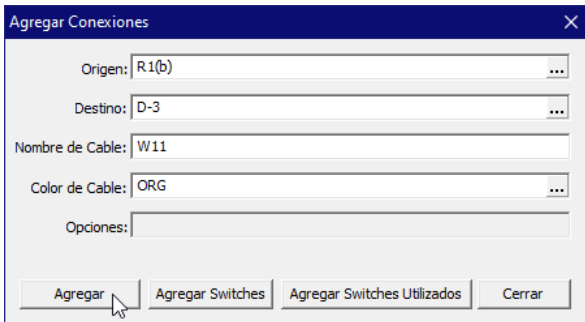 Agregar Conexiones
Origen: R1(b) ...
Destino: D-3 ...
Nombre de Cable: W11
Color de Cable: ORG ...
Opciones:
Agregar Agregar Switches Agregar Switches Utilizados Cerrar